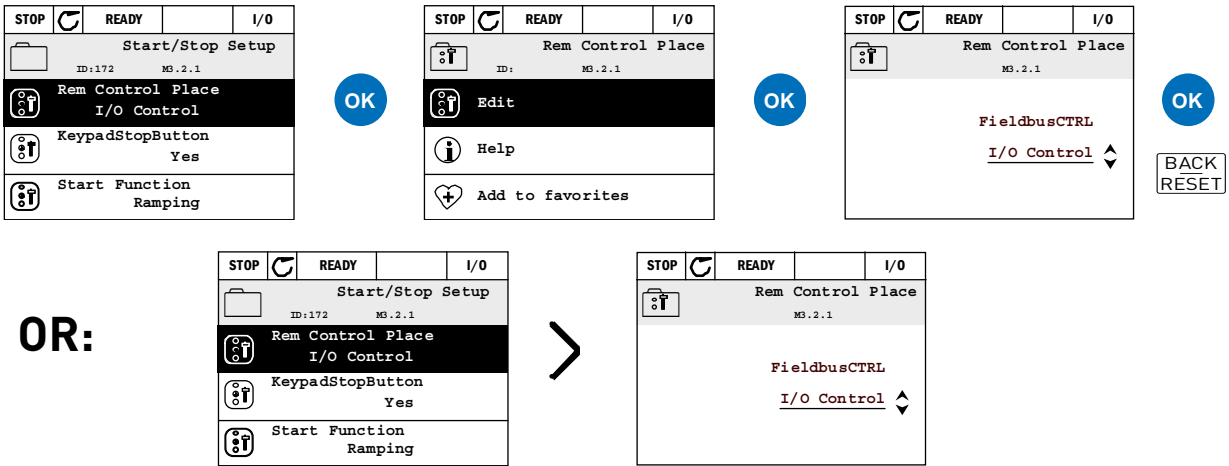 STOP READY I/O
Start/Stop Setup
ID:172 M3.2.1
Rem Control Place
I/O Control
KeypadStopButton
Yes
Start Function
Ramping
OK
STOP READY I/O
Rem Control Place
ID: M3.2.1
Edit
Help
Add to favorites
OK
STOP READY I/O
Rem Control Place
M3.2.1
FieldbusCTRL
I/O Control
OK
BACK
RESET
OR:
STOP READY I/O
Start/Stop Setup
ID:172 M3.2.1
Rem Control Place
I/O Control
KeypadStopButton
Yes
Start Function
Ramping
STOP READY I/O
Rem Control Place
M3.2.1
FieldbusCTRL
I/O Control